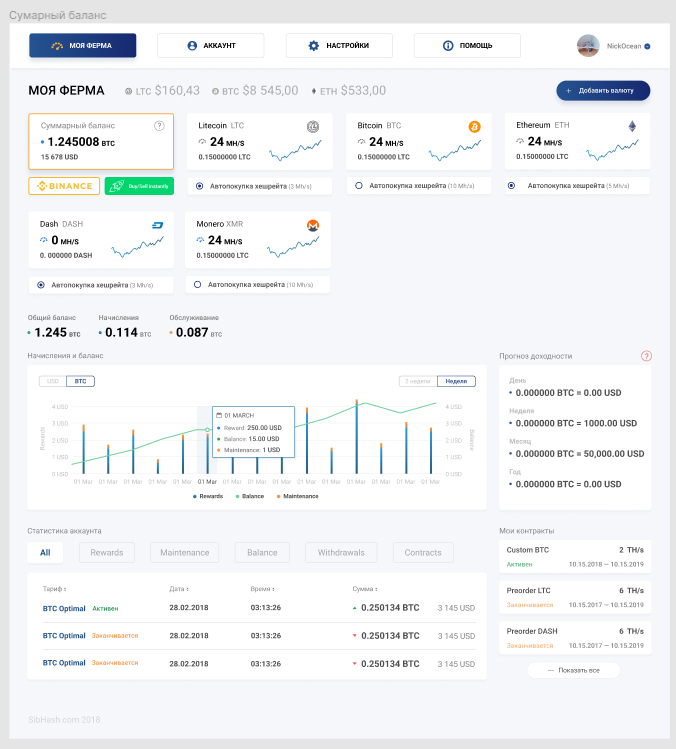 Сумарный баланс
МОЯ ФЕРМА
АККАУНТ
НАСТРОЙКИ
ПОМОЩЬ
NickOcean
МОЯ ФЕРМА LTC $160,43 BTC $8 545,00 ETH $533,00
+ Добавить валюту
Суммарный баланс ?
1.245008 BTC
15 678 USD
Litecoin LTC
24 MH/S
0.15000000 LTC
Bitcoin BTC
24 MH/S
0.15000000 LTC
Ethereum ETH
24 MH/S
0.15000000 LTC
BINANCE
Buy/Sell Instantly
Автопокупка хешрейта (3 Mh/s)
Автопокупка хешрейта (10 Mh/s)
Автопокупка хешрейта (5 Mh/s)
Dash DASH
0 MH/S
0. 000000 DASH
Monero XMR
24 MH/S
0.15000000 LTC
Автопокупка хешрейта (3 Mh/s)
Автопокупка хешрейта (10 Mh/s)
Общий баланс
1.245 BTC
Начисления
0.114 BTC
Обслуживание
0.087 BTC
Начисления и баланс
USD BTC
2 недели Неделя
4 USD
3 USD
2 USD
1 USD
0 USD
Rewards
01 MARCH
Reward: 250.00 USD
Balance: 15.00 USD
Maintenance: 1 USD
4 USD
3 USD
2 USD
1 USD
0 USD
Balance
01 Mar 01 Mar 01 Mar 01 Mar 01 Mar 01 Mar 01 Mar 01 Mar 01 Mar 01 Mar 01 Mar 01 Mar 01 Mar 01 Mar 01 Mar
Rewards Balance Maintenance
Прогноз доходности ?
День
0.000000 BTC = 0.00 USD
Неделя
0.000000 BTC = 1000.00 USD
Месяц
0.000000 BTC = 50,000.00 USD
Год
0.000000 BTC = 0.00 USD
Статистика аккаунта
All Rewards Maintenance Balance Withdrawals Contracts
Тариф Дата Время Сумма
BTC Optimal Активен 28.02.2018 03:13:26 0.250134 BTC 3 145 USD
BTC Optimal Заканчивается 28.02.2018 03:13:26 0.250134 BTC 3 145 USD
BTC Optimal Заканчивается 28.02.2018 03:13:26 0.250134 BTC 3 145 USD
Мои контракты
Custom BTC 2 TH/s
Активен 10.15.2018 — 10.15.2019
Preorder LTC 6 TH/s
Заканчивается 10.15.2017 — 10.15.2019
Preorder DASH 6 TH/s
Заканчивается 10.15.2017 — 10.15.2019
— Показать все
SibHash.com 2018